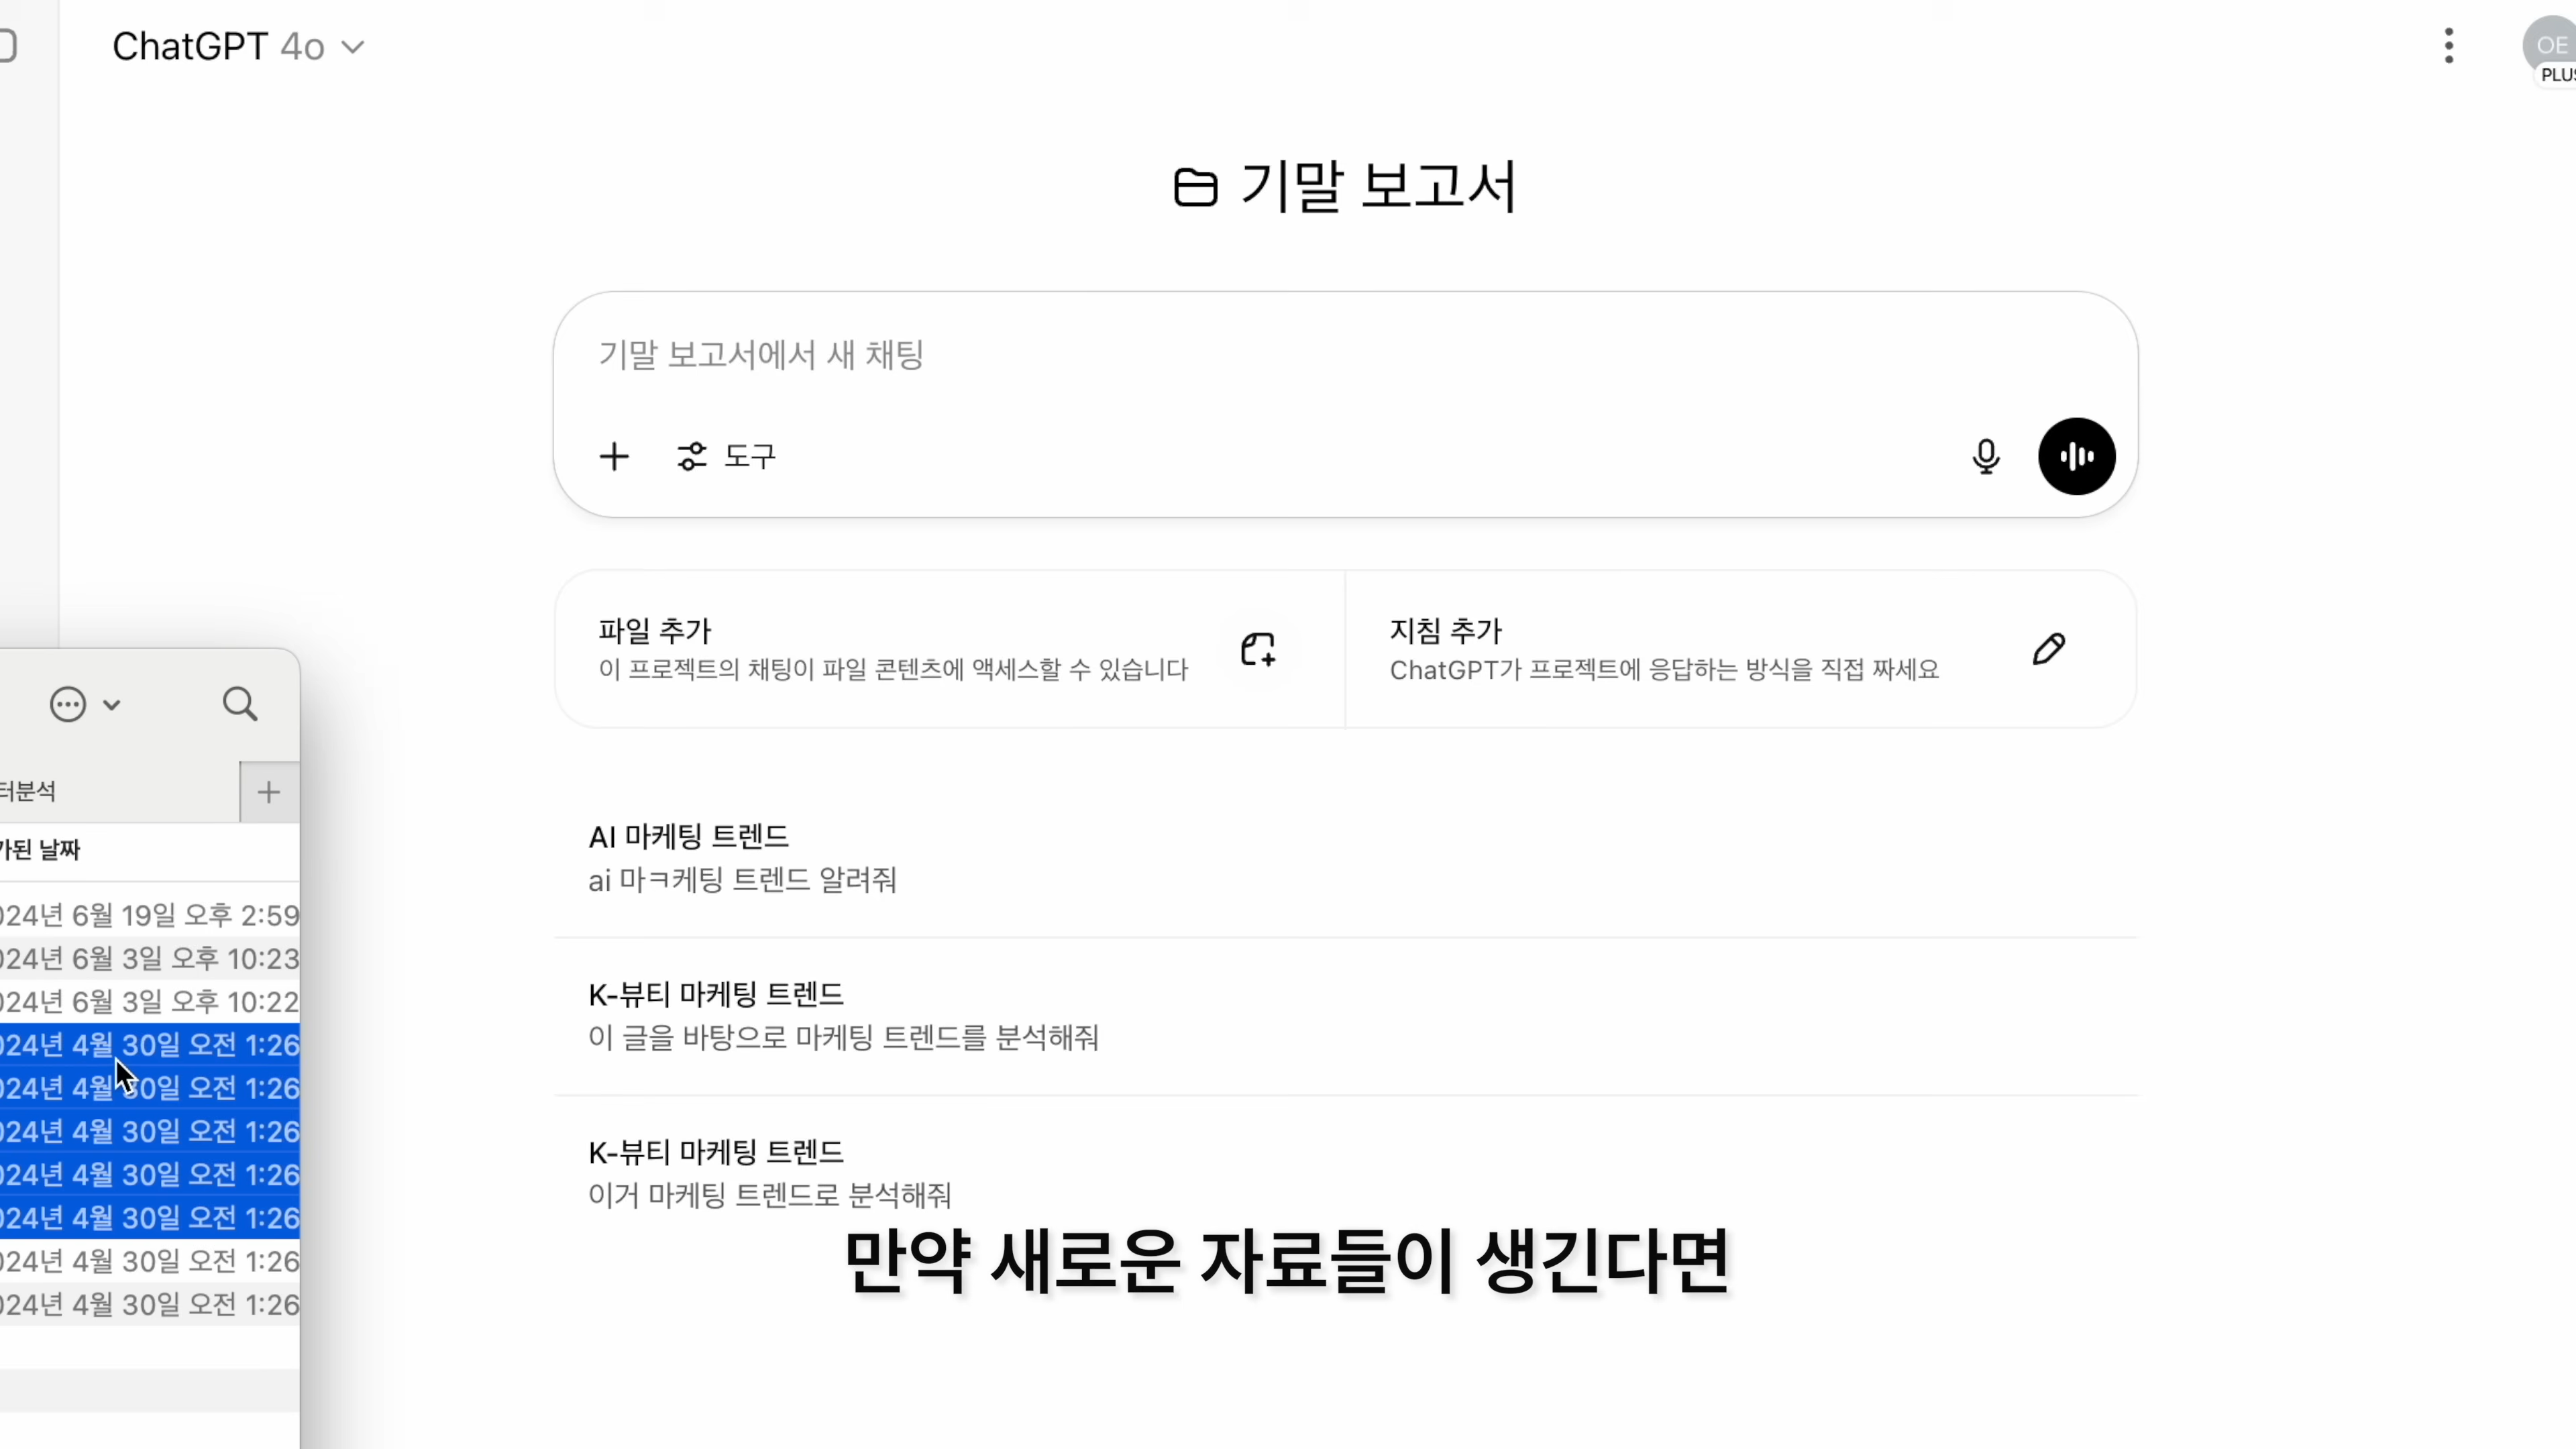 ChatGPT 4o
OE
PLUS
기말 보고서
기말 보고서에서 새 채팅
도구
파일 추가
이 프로젝트의 채팅이 파일 콘텐츠에 액세스할 수 있습니다
지침 추가
ChatGPT가 프로젝트에 응답하는 방식을 직접 짜세요
터분석
가된 날짜
024년 6월 19일 오후 2:59
024년 6월 3일 오후 10:23
024년 6월 3일 오후 10:22
024년 4월 30일 오전 1:26
024년 4월 30일 오전 1:26
024년 4월 30일 오전 1:26
024년 4월 30일 오전 1:26
024년 4월 30일 오전 1:26
024년 4월 30일 오전 1:26
024년 4월 30일 오전 1:26
AI 마케팅 트렌드
ai 마ㅋ케팅 트렌드 알려줘
K-뷰티 마케팅 트렌드
이 글을 바탕으로 마케팅 트렌드를 분석해줘
K-뷰티 마케팅 트렌드
이거 마케팅 트렌드로 분석해줘
만약 새로운 자료들이 생긴다면